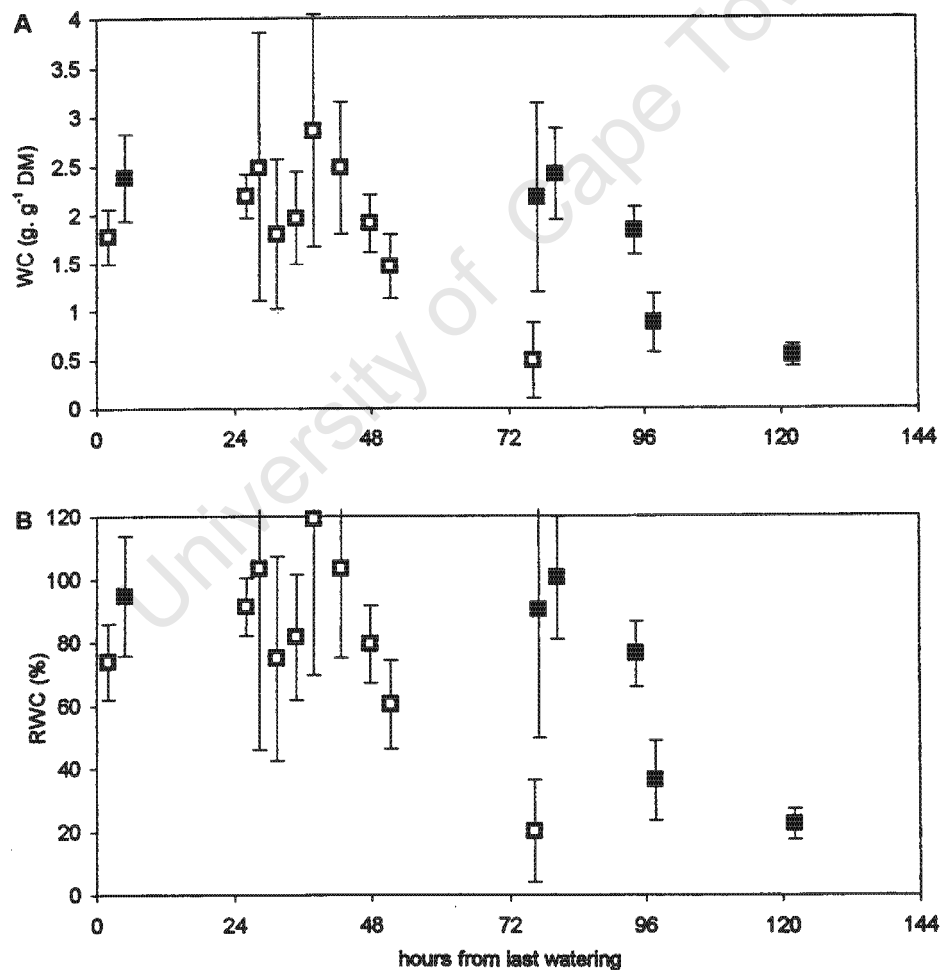 A
4
3.5
3
2.5
2
1.5
1
0.5
0
WC (g. g⁻¹ DM)
0 24 48 72 96 120 144
B
120
100
80
60
40
20
0
RWC (%)
0 24 48 72 96 120 144
hours from last watering
University of Cape Tow